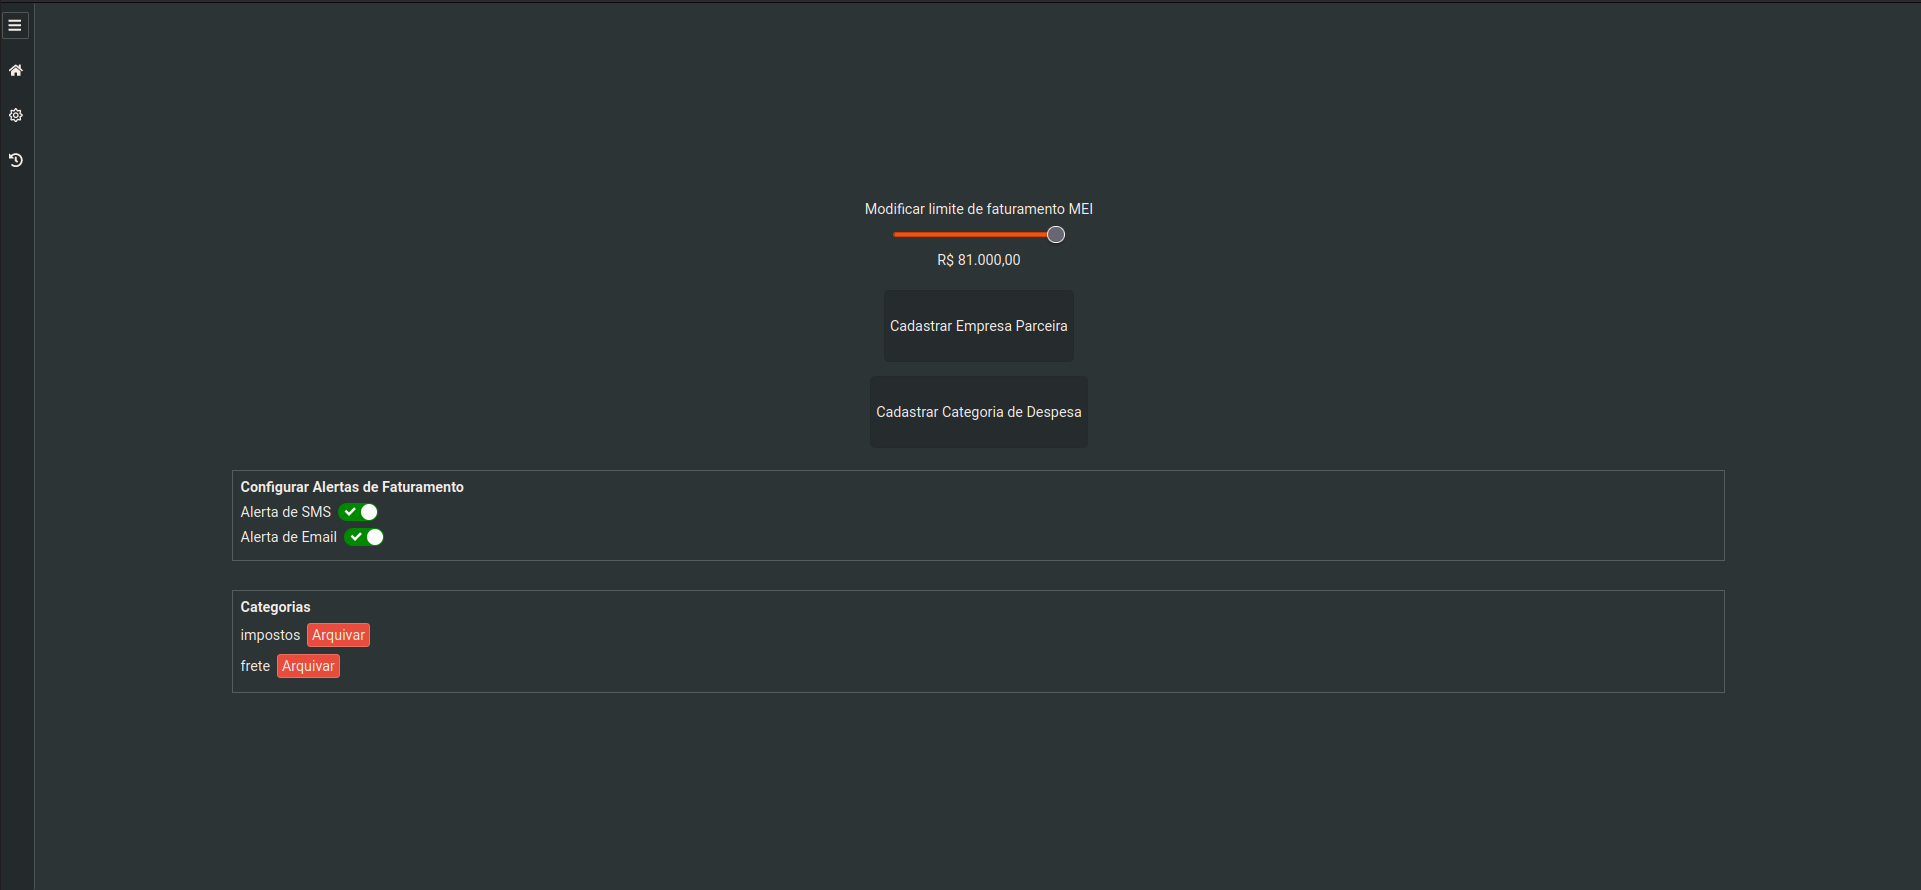 Modificar limite de faturamento MEI
R$ 81.000,00
Cadastrar Empresa Parceira
Cadastrar Categoria de Despesa
Configurar Alertas de Faturamento
Alerta de SMS
Alerta de Email
Categorias
impostos Arquivar
frete Arquivar